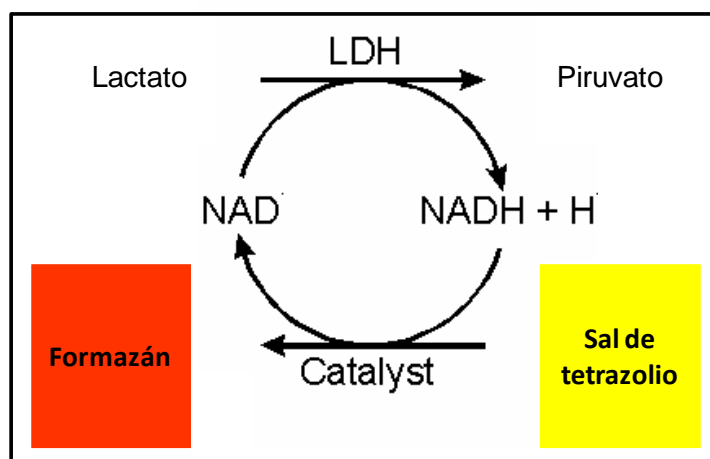 LDH
Lactato
Piruvato
NAD⁺
NADH + H⁺
Formazán
Sal de
tetrazolio
Catalyst